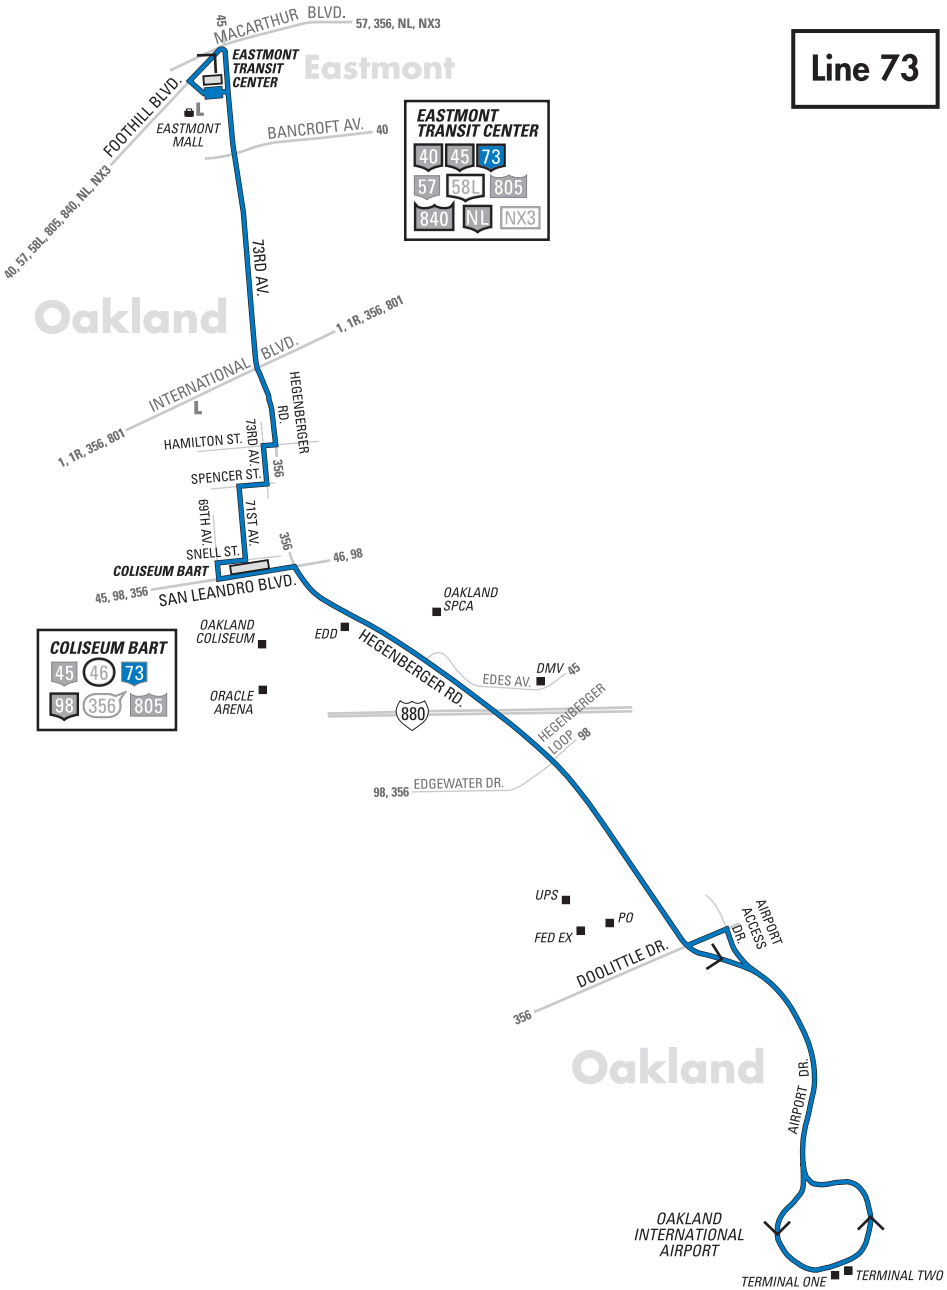 45
MACARTHUR BLVD.
57, 356, NL, NX3
Line 73
EASTMONT
TRANSIT
CENTER
Eastmont
FOOTHILL BLVD.
L
EASTMONT
MALL
BANCROFT AV.
40
40, 57, 58L, 805, 840, NL, NX3
EASTMONT
TRANSIT CENTER
40 45 73
57 58L 805
840 NL NX3
73RD AV.
Oakland
1, 1R, 356, 801
INTERNATIONAL BLVD.
L
1, 1R, 356, 801
HEGENBERGER
RD.
HAMILTON ST.
73RD AV.
356
SPENCER ST.
69TH AV.
71ST AV.
SNELL ST.
356
46, 98
COLISEUM BART
45, 98, 356
SAN LEANDRO BLVD.
OAKLAND
SPCA
OAKLAND
COLISEUM
EDD
HEGENBERGER RD.
COLISEUM BART
45 46 73
98 356 805
ORACLE
ARENA
DMV
EDES AV.
45
880
HEGENBERGER
LOOP
98
98, 356
EDGEWATER DR.
UPS
PO
FED EX
AIRPORT
ACCESS
DR.
DOOLITTLE DR.
356
Oakland
AIRPORT DR.
OAKLAND
INTERNATIONAL
AIRPORT
TERMINAL ONE
TERMINAL TWO